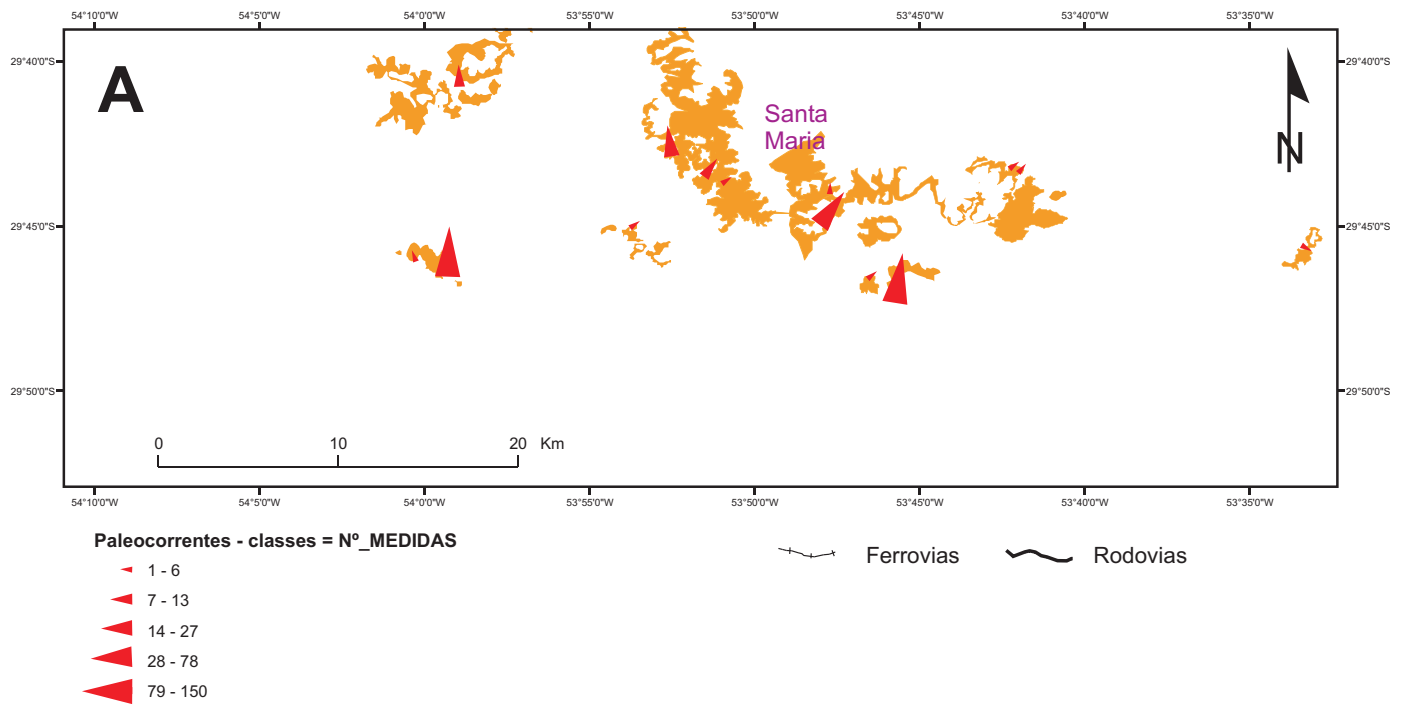 54°10'0"W 54°5'0"W 54°0'0"W 53°55'0"W 53°50'0"W 53°45'0"W 53°40'0"W 53°35'0"W
29°40'0"S 29°40'0"S
A
Santa
Maria
N
29°45'0"S 29°45'0"S
29°50'0"S 29°50'0"S
0 10 20 Km
54°10'0"W 54°5'0"W 54°0'0"W 53°55'0"W 53°50'0"W 53°45'0"W 53°40'0"W 53°35'0"W
Paleocorrentes - classes = Nº_MEDIDAS
1 - 6
7 - 13
14 - 27
28 - 78
79 - 150
Ferrovias Rodovias